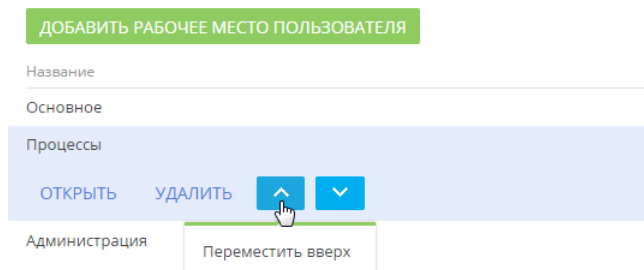 ДОБАВИТЬ РАБОЧЕЕ МЕСТО ПОЛЬЗОВАТЕЛЯ
Название
Основное
Процессы
ОТКРЫТЬ УДАЛИТЬ
Администрация
Переместить вверх